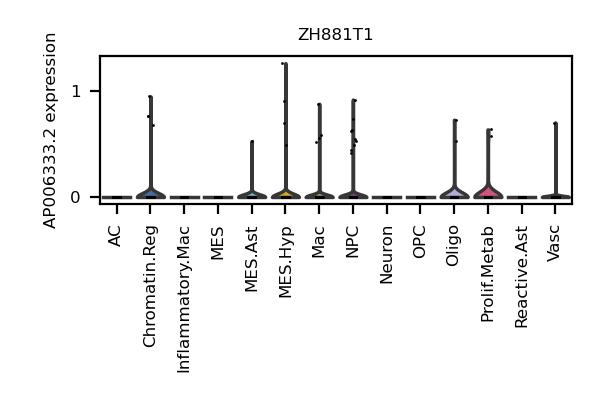 ZH881T1
AP006333.2 expression
1
0
AC
Chromatin.Reg
Inflammatory.Mac
MES
MES.Ast
MES.Hyp
Mac
NPC
Neuron
OPC
Oligo
Prolif.Metab
Reactive.Ast
Vasc